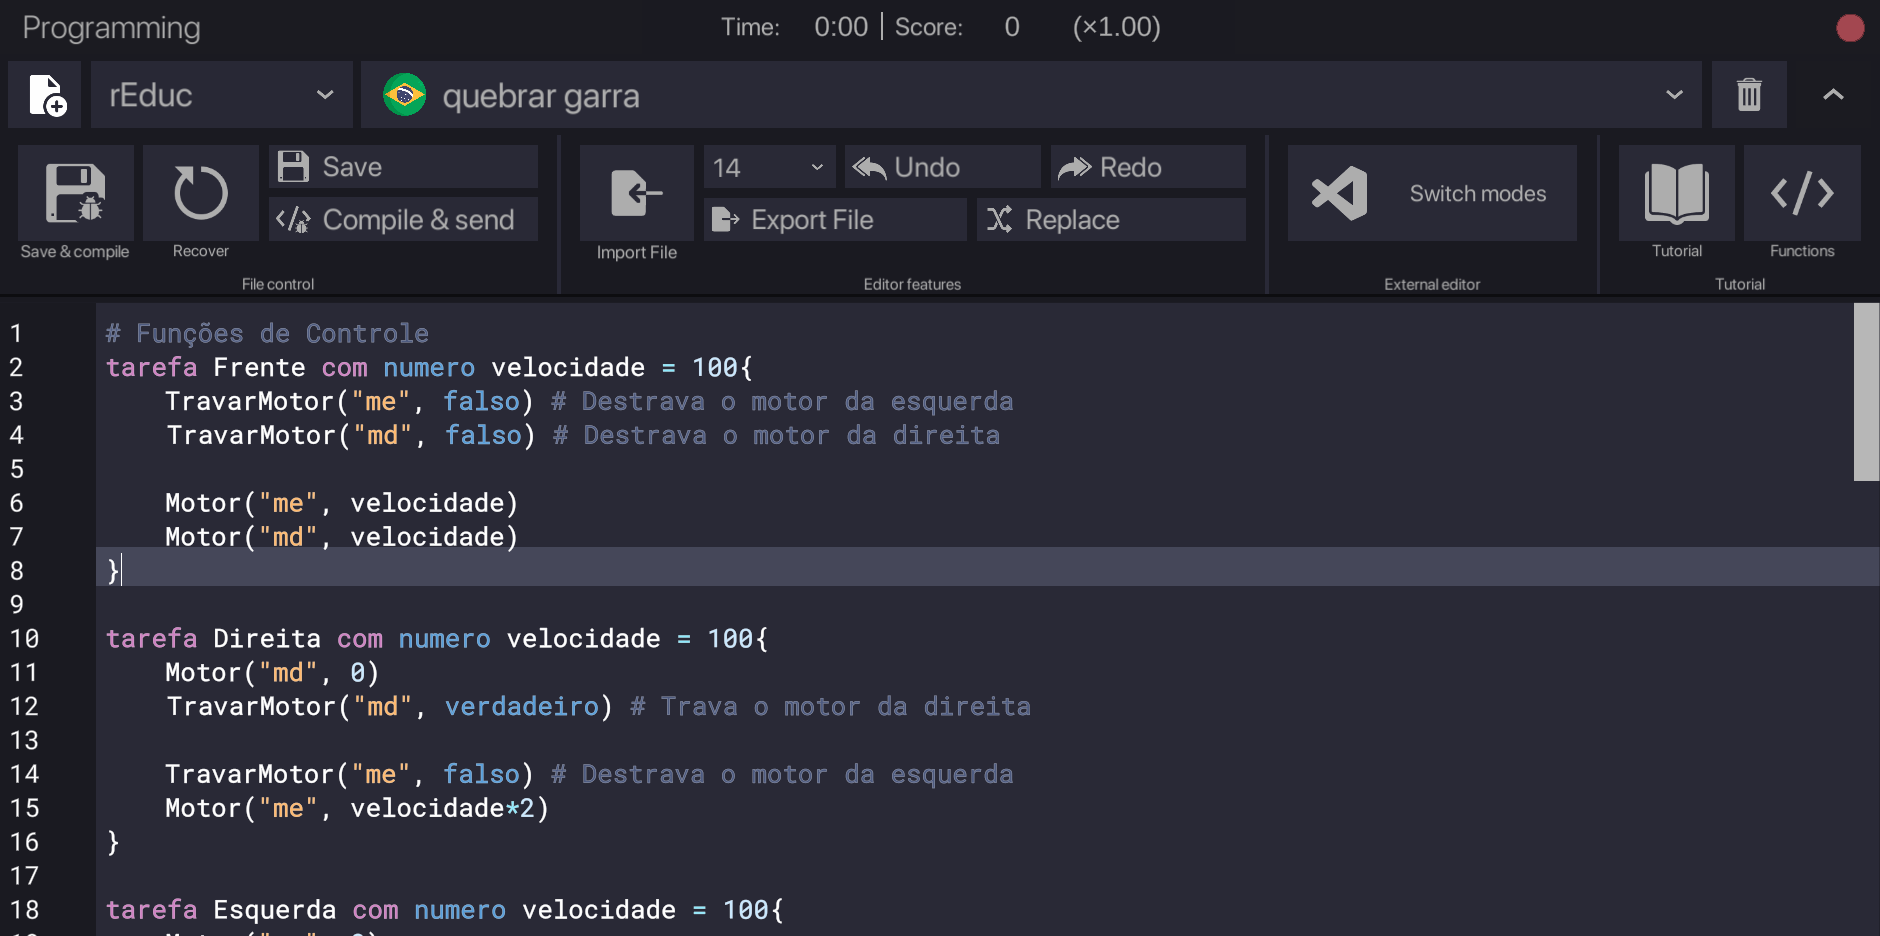 Programming Time: 0:00 Score: 0 (×1.00)
rEduc quebrar garra
Save & compile
Recover
Save
Compile & send
File control
Import File
14 Undo Redo
Export File Replace
Editor features
Switch modes
External editor
Tutorial Functions
Tutorial
1 # Funções de Controle
2 tarefa Frente com numero velocidade = 100{
3 TravarMotor("me", falso) # Destrava o motor da esquerda
4 TravarMotor("md", falso) # Destrava o motor da direita
5
6 Motor("me", velocidade)
7 Motor("md", velocidade)
8 }
9
10 tarefa Direita com numero velocidade = 100{
11 Motor("md", 0)
12 TravarMotor("md", verdadeiro) # Trava o motor da direita
13
14 TravarMotor("me", falso) # Destrava o motor da esquerda
15 Motor("me", velocidade*2)
16 }
17
18 tarefa Esquerda com numero velocidade = 100{